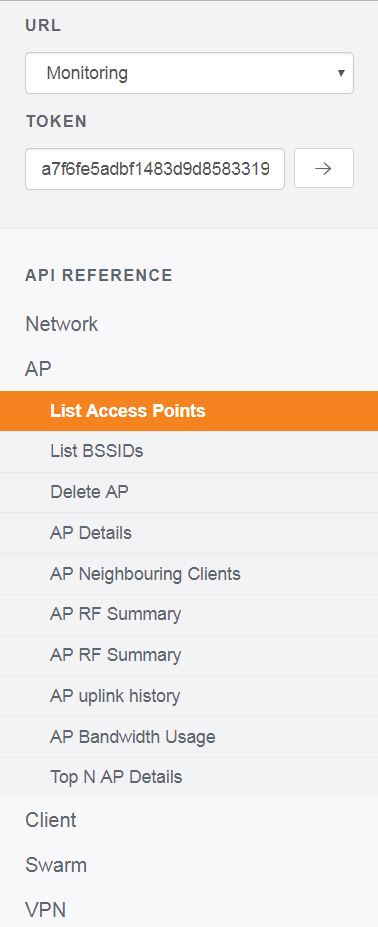 URL
Monitoring
TOKEN
a7f6fe5adbf1483d9d8583319
API REFERENCE
Network
AP
List Access Points
List BSSIDs
Delete AP
AP Details
AP Neighbouring Clients
AP RF Summary
AP RF Summary
AP uplink history
AP Bandwidth Usage
Top N AP Details
Client
Swarm
VPN